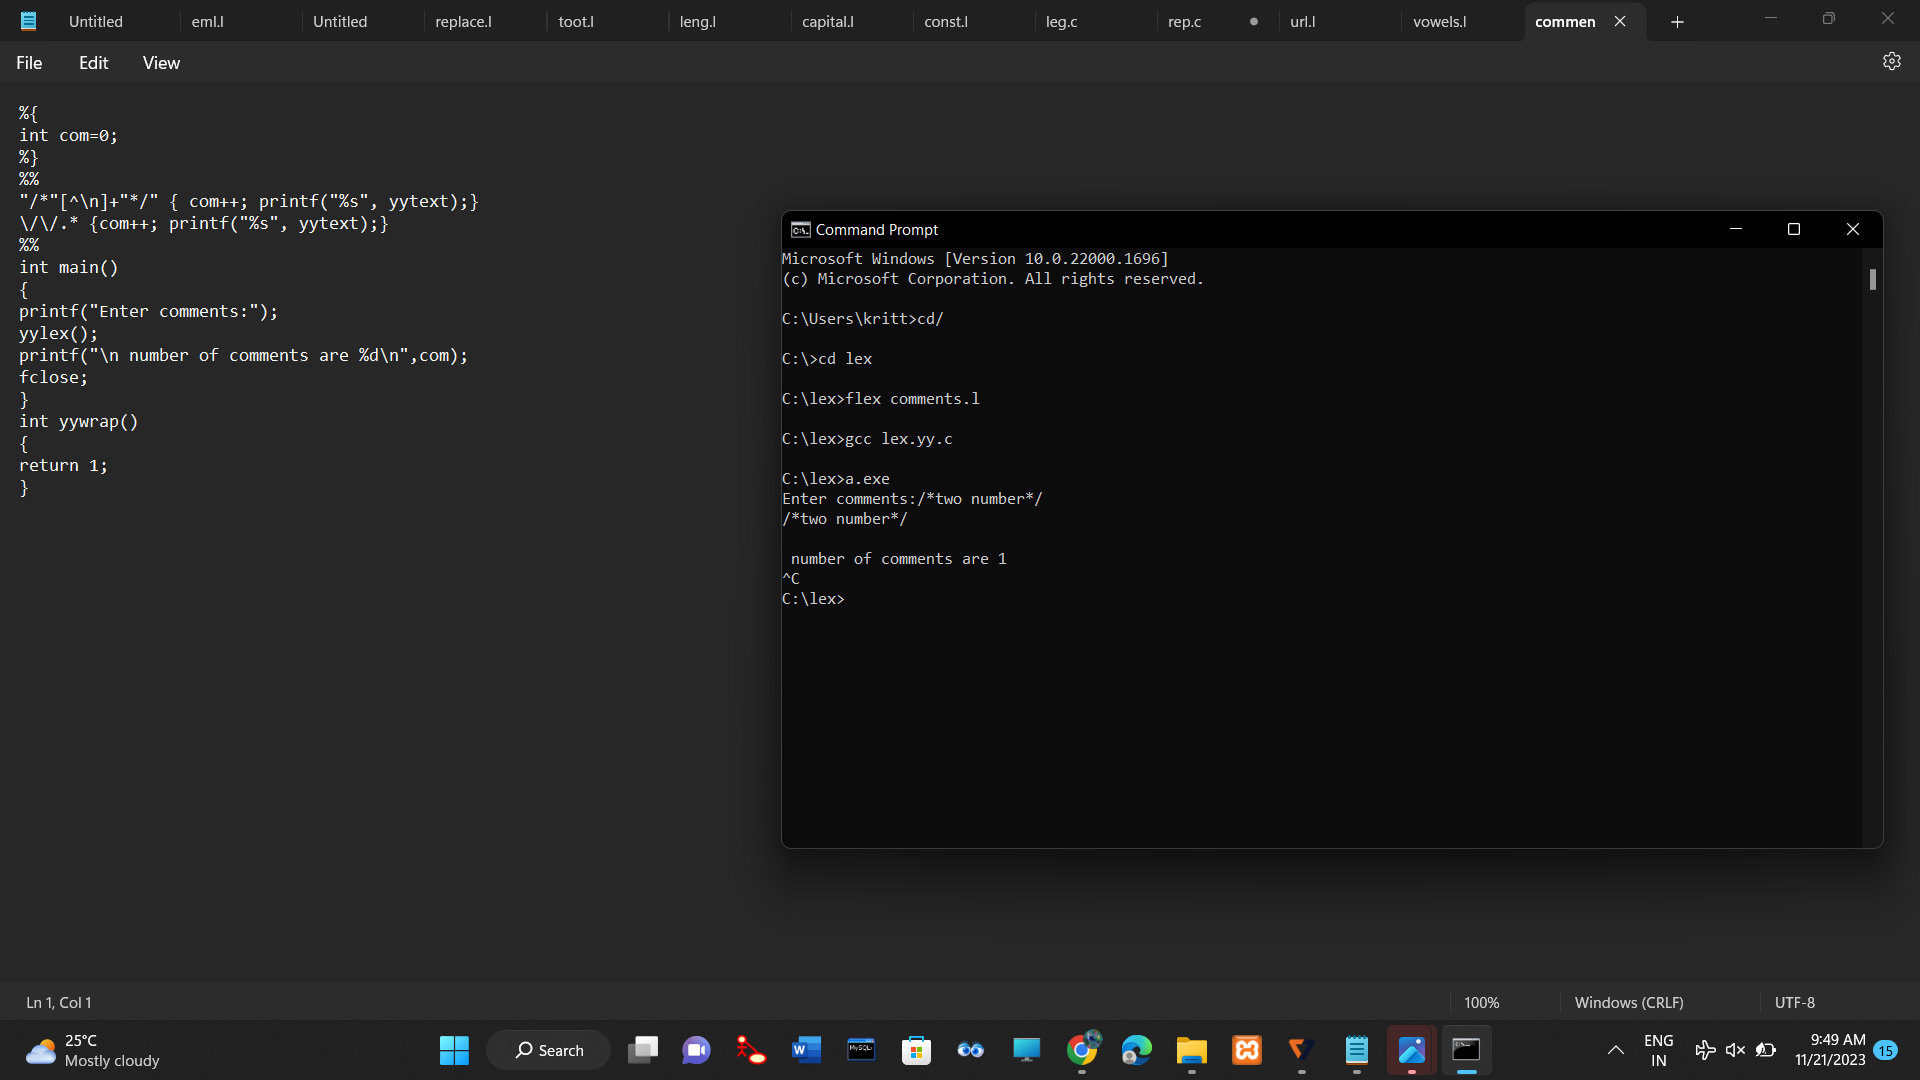 Untitled eml.l Untitled replace.l toot.l leng.l capital.l const.l leg.c rep.c url.l vowels.l commen
File Edit View
%{
int com=0;
%}
%%
"/*"[^\n]+"*/" { com++; printf("%s", yytext);}
\/\/.* {com++; printf("%s", yytext);}
%%
int main()
{
printf("Enter comments:");
yylex();
printf("\n number of comments are %d\n",com);
fclose;
}
int yywrap()
{
return 1;
}
Command Prompt
Microsoft Windows [Version 10.0.22000.1696]
(c) Microsoft Corporation. All rights reserved.
C:\Users\kritt>cd/
C:\>cd lex
C:\lex>flex comments.l
C:\lex>gcc lex.yy.c
C:\lex>a.exe
Enter comments:/*two number*/
/*two number*/
number of comments are 1
^C
C:\lex>
Ln 1, Col 1 100% Windows (CRLF) UTF-8
25°C
Mostly cloudy
Search
ENG
IN
9:49 AM
11/21/2023
15